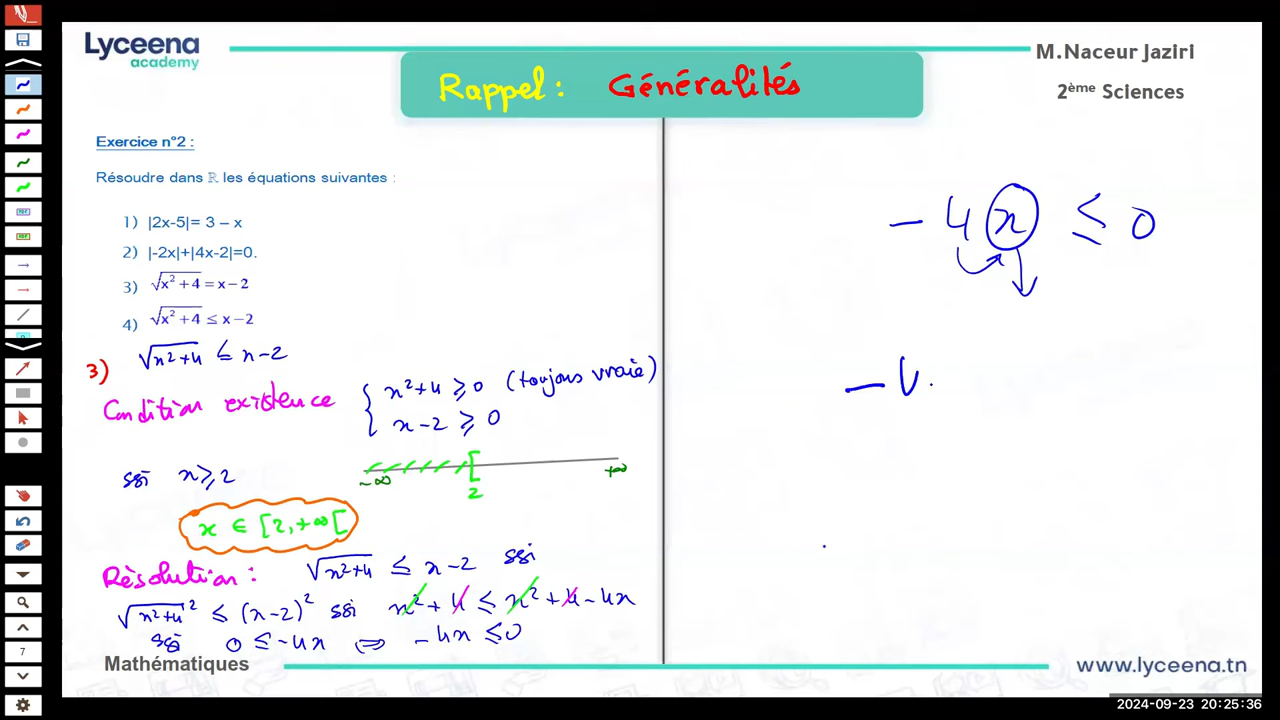 Lyceena
academy
Rappel : Généralités
M.Naceur Jaziri
2ème Sciences
Exercice n°2 :
Résoudre dans ℝ les équations suivantes :
1) |2x-5|= 3 – x
2) |-2x|+|4x-2|=0.
3) √(x²+4) = x-2
4) √(x²+4) ≤ x-2
3) √(x²+4) ≤ x-2
Condition existence { x²+4 ≥ 0 (toujours vraie)
x-2 ≥ 0
ssi x ≥ 2
-∞ [ +∞
2
x ∈ [2,+∞[
Résolution : √(x²+4) ≤ x-2 ssi
√(x²+4)² ≤ (x-2)² ssi x²+4 ≤ x²+4-4x
ssi 0 ≤ -4x ⟺ -4x ≤ 0
- 4x ≤ 0
Mathématiques
www.lyceena.tn
7
2024-09-23 20:25:36